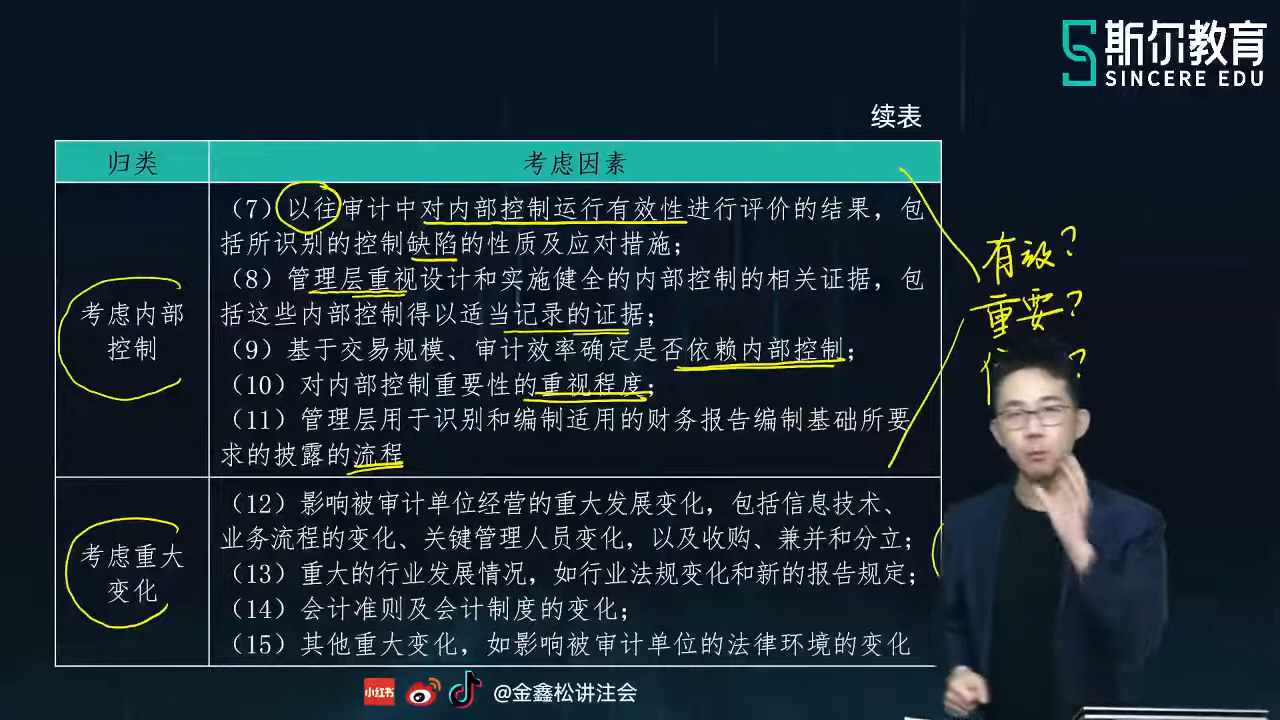 斯尔教育
SINCERE EDU
续表
归类
考虑因素
（7）以往审计中对内部控制运行有效性进行评价的结果，包
括所识别的控制缺陷的性质及应对措施；
（8）管理层重视设计和实施健全的内部控制的相关证据，包
括这些内部控制得以适当记录的证据；
（9）基于交易规模、审计效率确定是否依赖内部控制；
（10）对内部控制重要性的重视程度；
（11）管理层用于识别和编制适用的财务报告编制基础所要
求的披露的流程
考虑内部
控制
有效？
重要？
？
（12）影响被审计单位经营的重大发展变化，包括信息技术、
业务流程的变化、关键管理人员变化，以及收购、兼并和分立；
（13）重大的行业发展情况，如行业法规变化和新的报告规定；
（14）会计准则及会计制度的变化；
（15）其他重大变化，如影响被审计单位的法律环境的变化
考虑重大
变化
小红书
@金鑫松讲注会